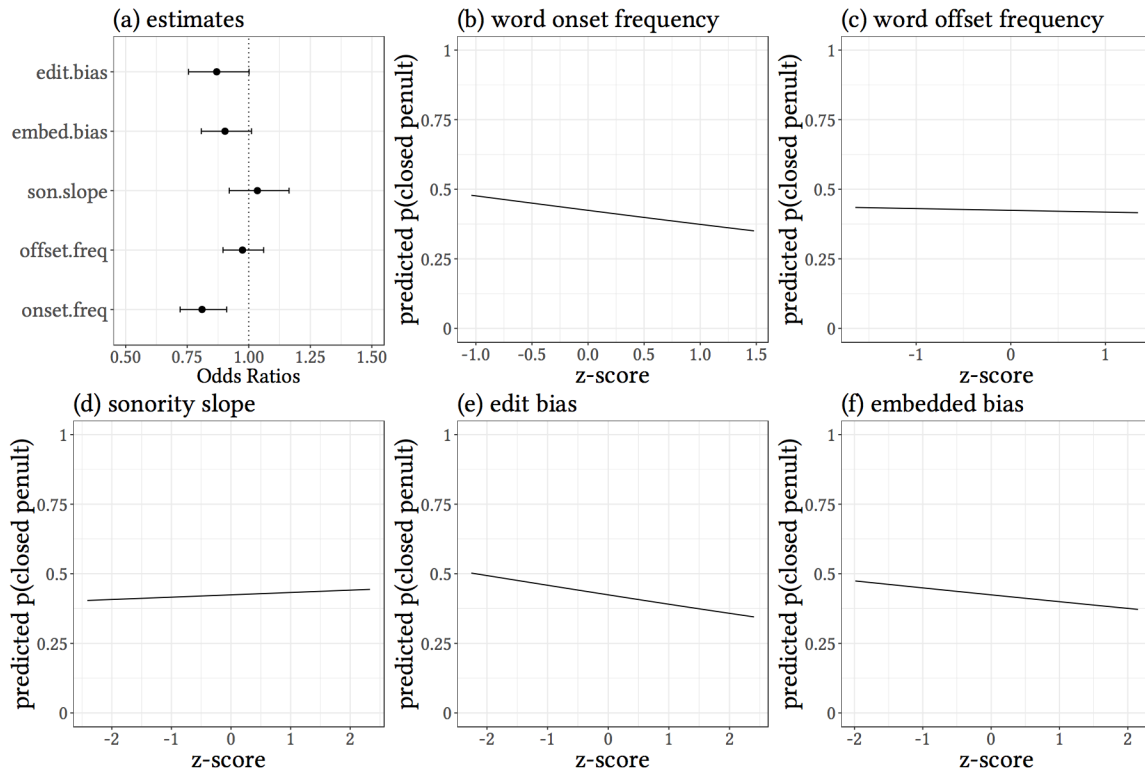 (a) estimates
edit.bias
embed.bias
son.slope
offset.freq
onset.freq
0.50 0.75 1.00 1.25 1.50
Odds Ratios
(b) word onset frequency
predicted p(closed penult)
1
0.75
0.5
0.25
0
-1.0 -0.5 0.0 0.5 1.0 1.5
z-score
(c) word offset frequency
predicted p(closed penult)
1
0.75
0.5
0.25
0
-1 0 1
z-score
(d) sonority slope
predicted p(closed penult)
1
0.75
0.5
0.25
0
-2 -1 0 1 2
z-score
(e) edit bias
predicted p(closed penult)
1
0.75
0.5
0.25
0
-2 -1 0 1 2
z-score
(f) embedded bias
predicted p(closed penult)
1
0.75
0.5
0.25
0
-2 -1 0 1 2
z-score